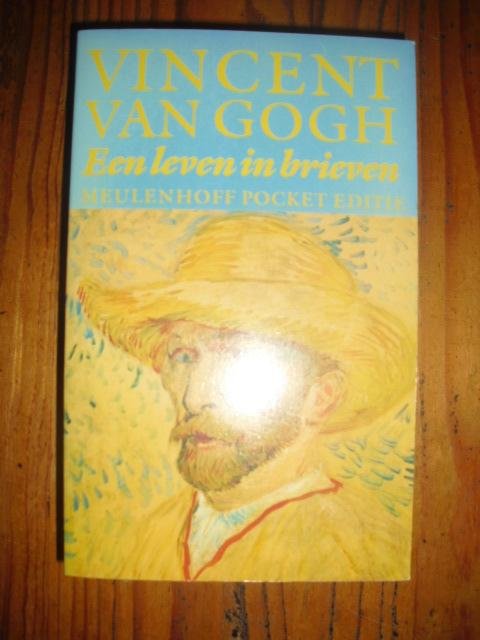 VINCENT
VAN GOGH
Een leven in brieven
MEULENHOFF POCKET EDITIE